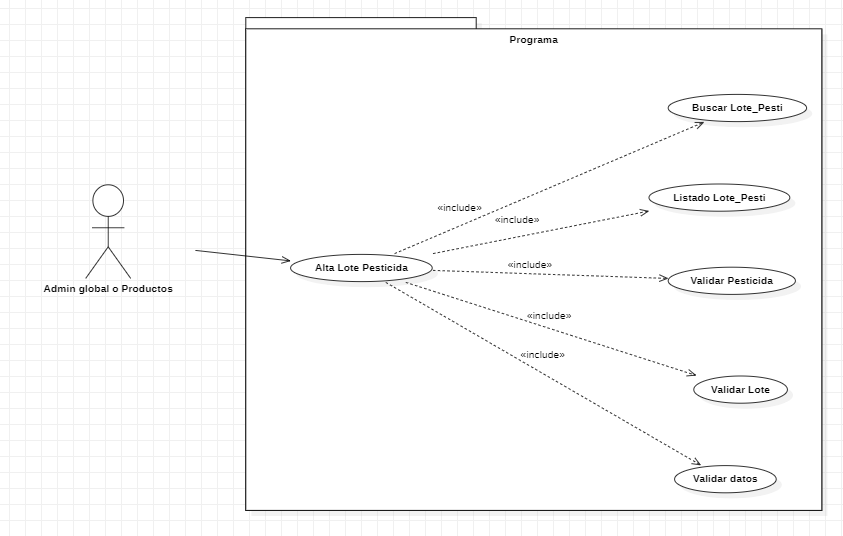 Programa
Buscar Lote_Pesti
«include»
Listado Lote_Pesti
«include»
Alta Lote Pesticida
«include»
Validar Pesticida
Admin global o Productos
«include»
«include»
Validar Lote
Validar datos